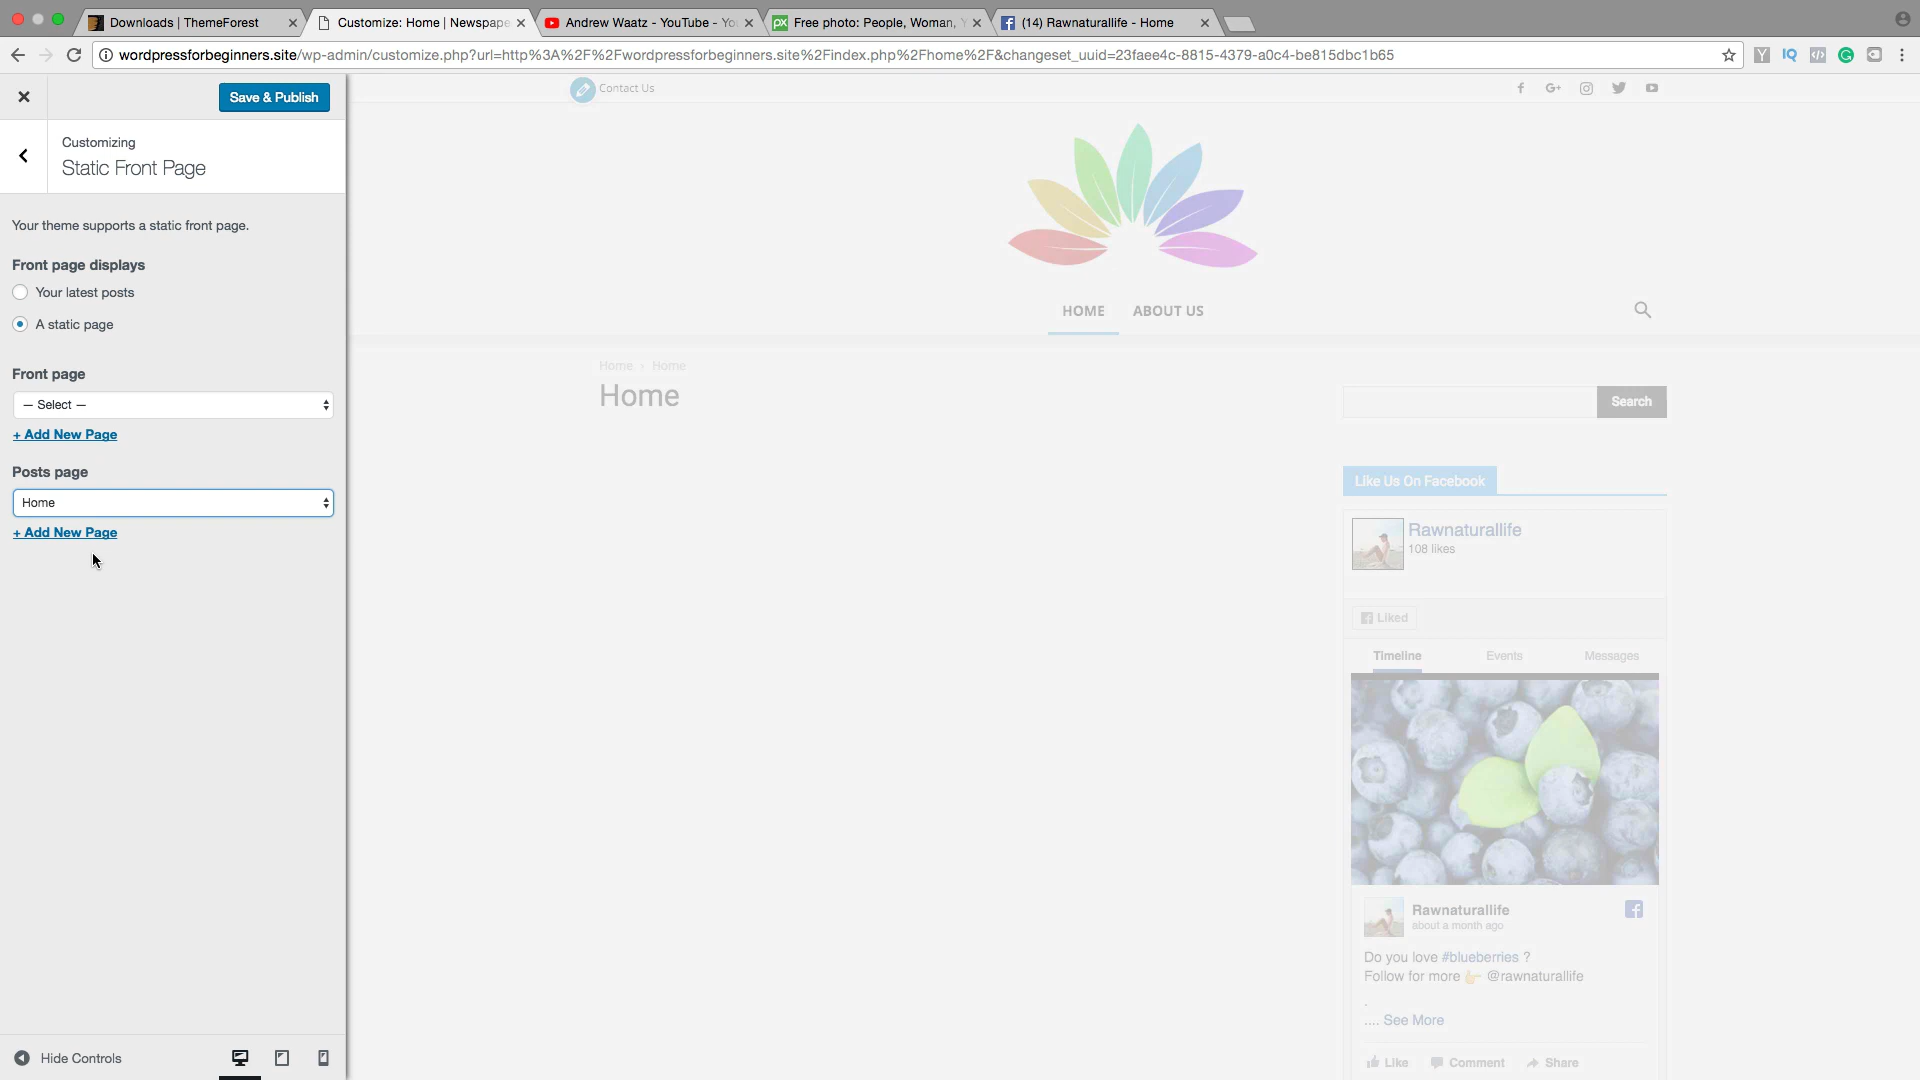 Downloads | ThemeForest
Customize: Home | Newspape
Andrew Waatz - YouTube - Yo
Free photo: People, Woman, Y
(14) Rawnaturallife - Home
wordpressforbeginners.site/wp-admin/customize.php?url=http%3A%2F%2Fwordpressforbeginners.site%2Findex.php%2Fhome%2F&changeset_uuid=23faee4c-8815-4379-a0c4-be815dbc1b65
Save & Publish
Customizing
Static Front Page
Your theme supports a static front page.
Front page displays
Your latest posts
A static page
Front page
— Select —
+ Add New Page
Posts page
Home
+ Add New Page
Hide Controls
Contact Us
HOME
ABOUT US
Home › Home
Home
Search
Like Us On Facebook
Rawnaturallife
108 likes
Liked
Timeline
Events
Messages
Rawnaturallife
about a month ago
Do you love #blueberries ?
Follow for more 👉 @rawnaturallife
.
.... See More
Like
Comment
Share